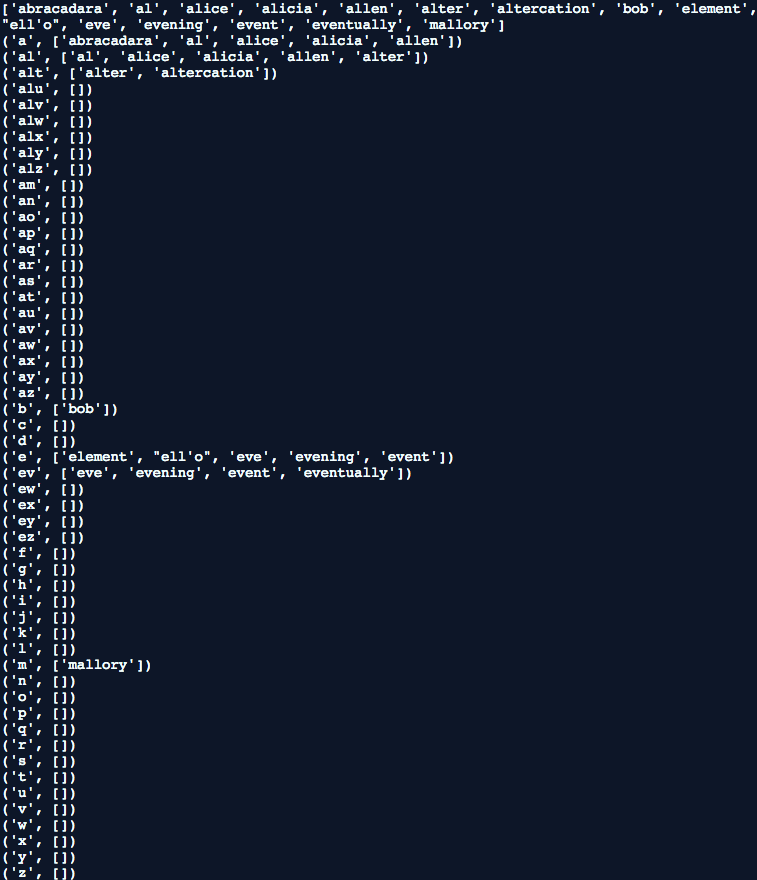 ['abracadara', 'al', 'alice', 'alicia', 'allen', 'alter', 'altercation', 'bob', 'element',
"ell'o", 'eve', 'evening', 'event', 'eventually', 'mallory']
('a', ['abracadara', 'al', 'alice', 'alicia', 'allen'])
('al', ['al', 'alice', 'alicia', 'allen', 'alter'])
('alt', ['alter', 'altercation'])
('alu', [])
('alv', [])
('alw', [])
('alx', [])
('aly', [])
('alz', [])
('am', [])
('an', [])
('ao', [])
('ap', [])
('aq', [])
('ar', [])
('as', [])
('at', [])
('au', [])
('av', [])
('aw', [])
('ax', [])
('ay', [])
('az', [])
('b', ['bob'])
('c', [])
('d', [])
('e', ['element', "ell'o", 'eve', 'evening', 'event'])
('ev', ['eve', 'evening', 'event', 'eventually'])
('ew', [])
('ex', [])
('ey', [])
('ez', [])
('f', [])
('g', [])
('h', [])
('i', [])
('j', [])
('k', [])
('l', [])
('m', ['mallory'])
('n', [])
('o', [])
('p', [])
('q', [])
('r', [])
('s', [])
('t', [])
('u', [])
('v', [])
('w', [])
('x', [])
('y', [])
('z', [])